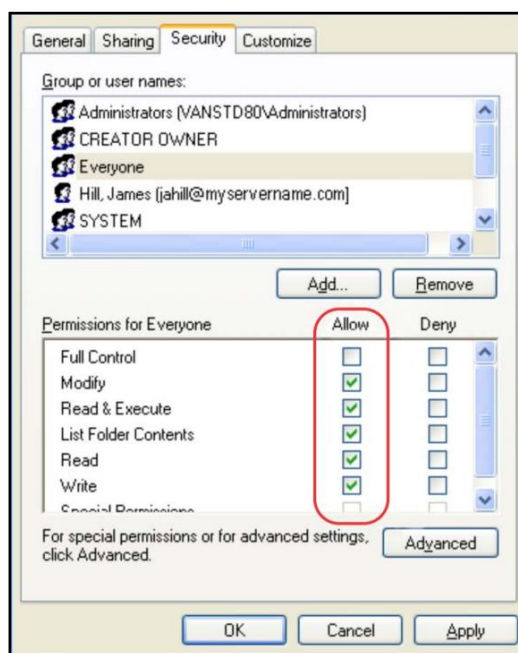 General Sharing Security Customize
Group or user names:
Administrators (VANSTD80\Administrators)
CREATOR OWNER
Everyone
Hill, James (jahill@myservername.com]
SYSTEM
Add... Remove
Permissions for Everyone Allow Deny
Full Control
Modify
Read & Execute
List Folder Contents
Read
Write
Special Permissions
For special permissions or for advanced settings,
click Advanced.
Advanced
OK Cancel Apply